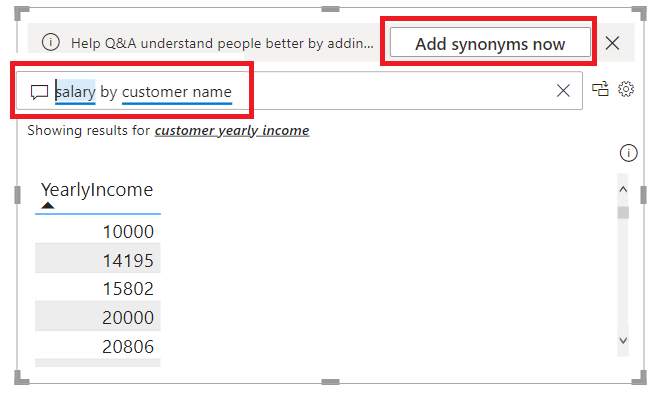 Help Q&A understand people better by addin... Add synonyms now
salary by customer name
Showing results for customer yearly income
YearlyIncome
10000
14195
15802
20000
20806